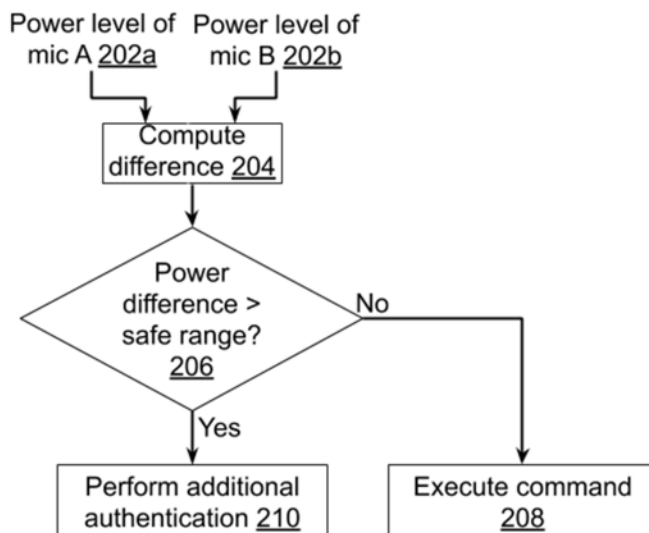 Power level of
mic A 202a
Power level of
mic B 202b
Compute
difference 204
Power
difference >
safe range?
206
No
Yes
Perform additional
authentication 210
Execute command
208